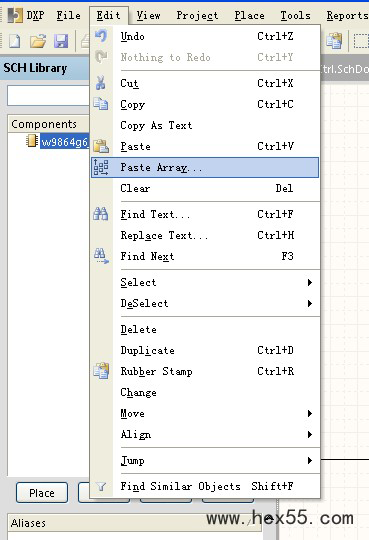 DXP File Edit View Project Place Tools Reports
trl.SchDo
SCH Library
Components
w9864g6
Undo Ctrl+Z
Nothing to Redo Ctrl+Y
Cut Ctrl+X
Copy Ctrl+C
Copy As Text
Paste Ctrl+V
Paste Array...
Clear Del
Find Text... Ctrl+F
Replace Text... Ctrl+H
Find Next F3
Select
DeSelect
Delete
Duplicate Ctrl+D
Rubber Stamp Ctrl+R
Change
Move
Align
Jump
Find Similar Objects Shift+F
Place
Aliases
www.hex55.com